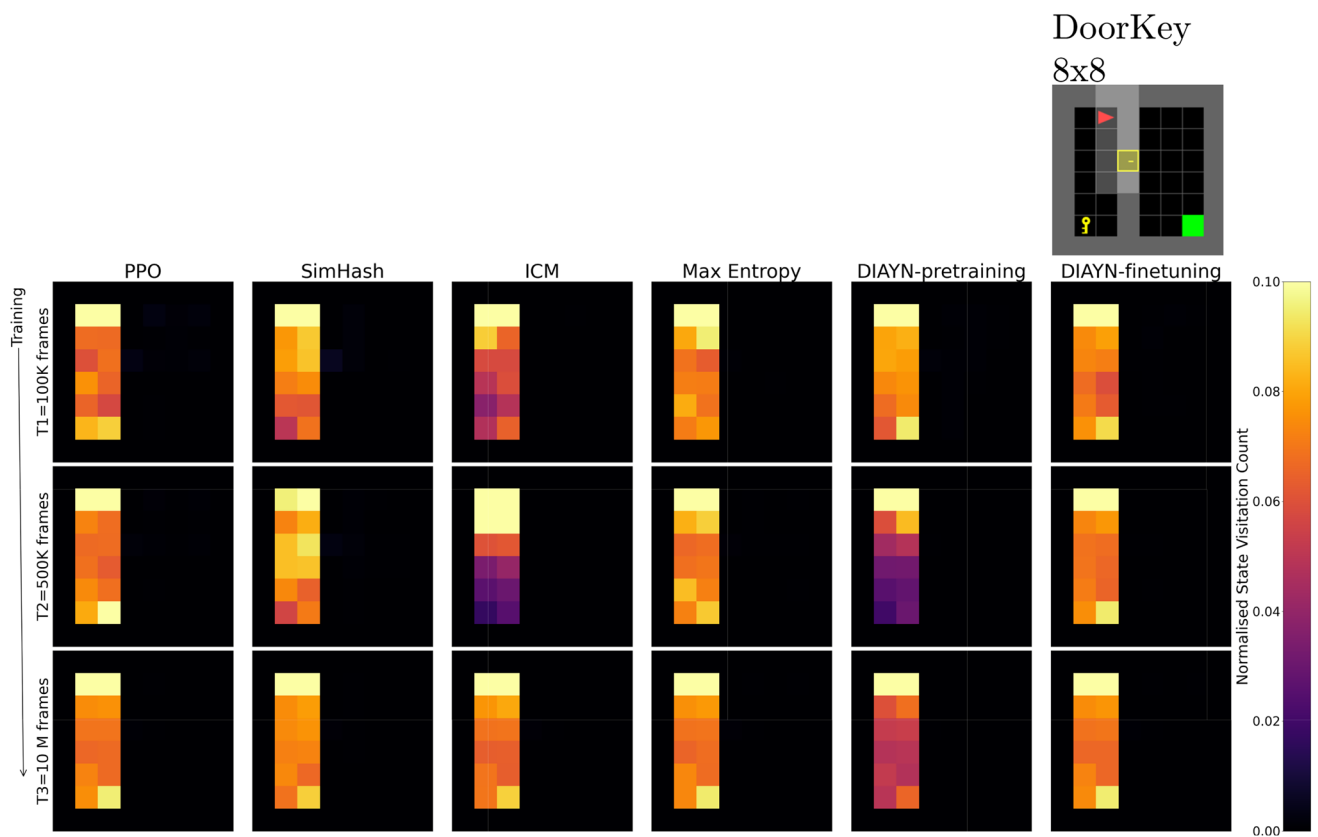 DoorKey
8x8
PPO
SimHash
ICM
Max Entropy
DIAYN-pretraining
DIAYN-finetuning
Training
T1=100K frames
T2=500K frames
T3=10 M frames
0.10
0.08
0.06
0.04
0.02
0.00
Normalised State Visitation Count